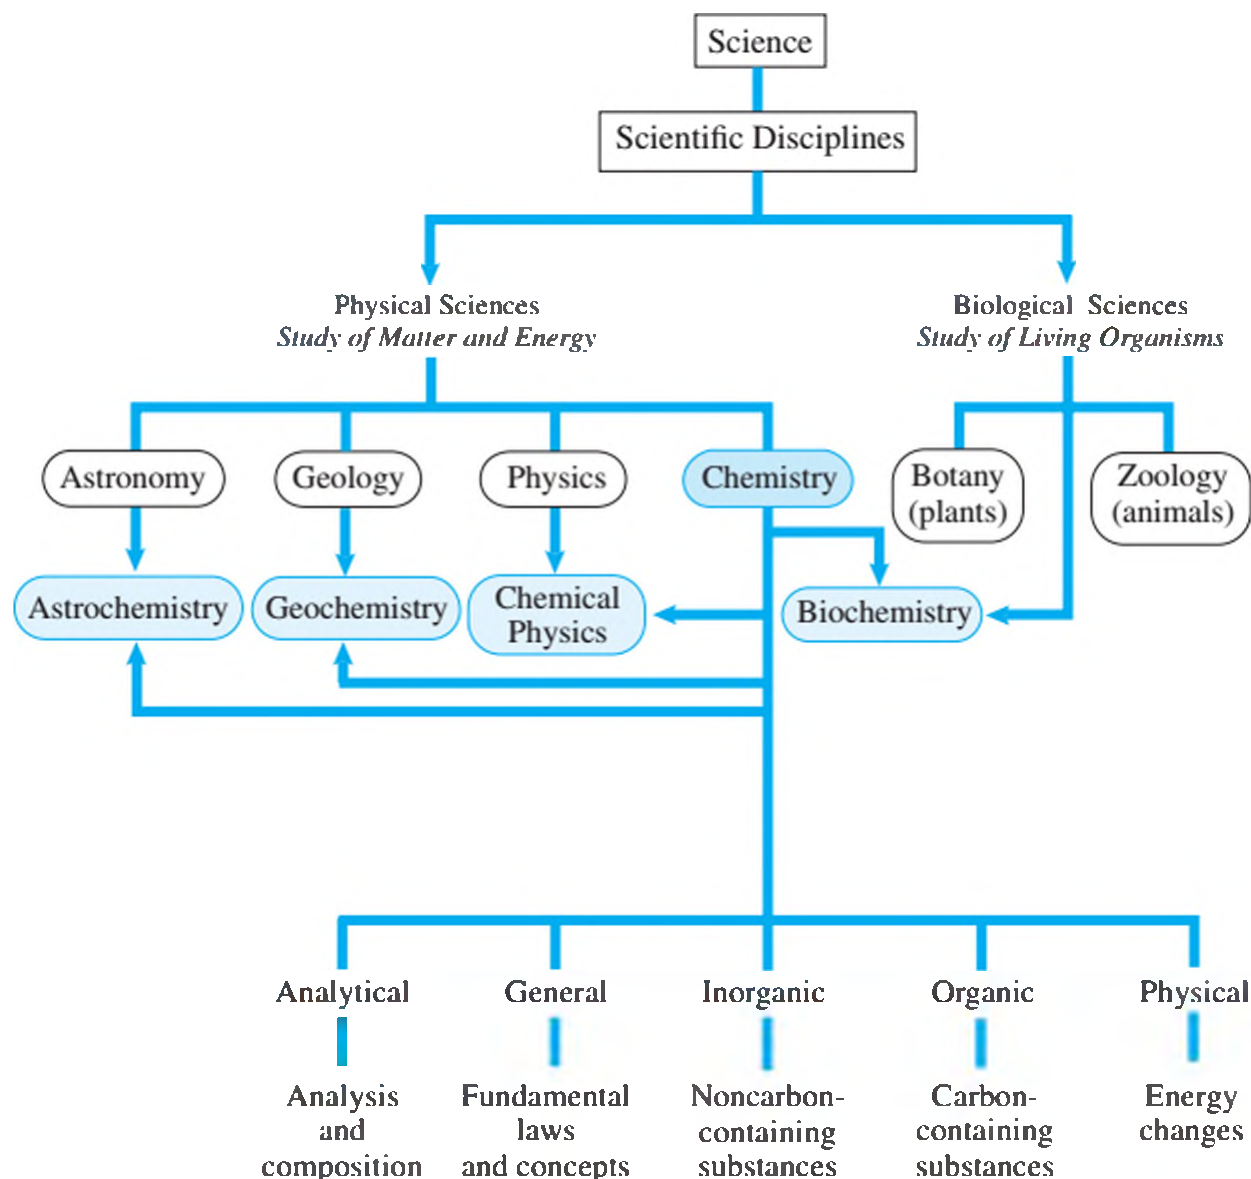 Science
Scientific Disciplines
Physical Sciences
Study of Matter and Energy
Biological Sciences
Study of Living Organisms
Astronomy
Geology
Physics
Chemistry
Botany
(plants)
Zoology
(animals)
Astrochemistry
Geochemistry
Chemical
Physics
Biochemistry
Analytical
General
Inorganic
Organic
Physical
Analysis
and
composition
Fundamental
laws
and concepts
Noncarbon-
containing
substances
Carbon-
containing
substances
Energy
changes